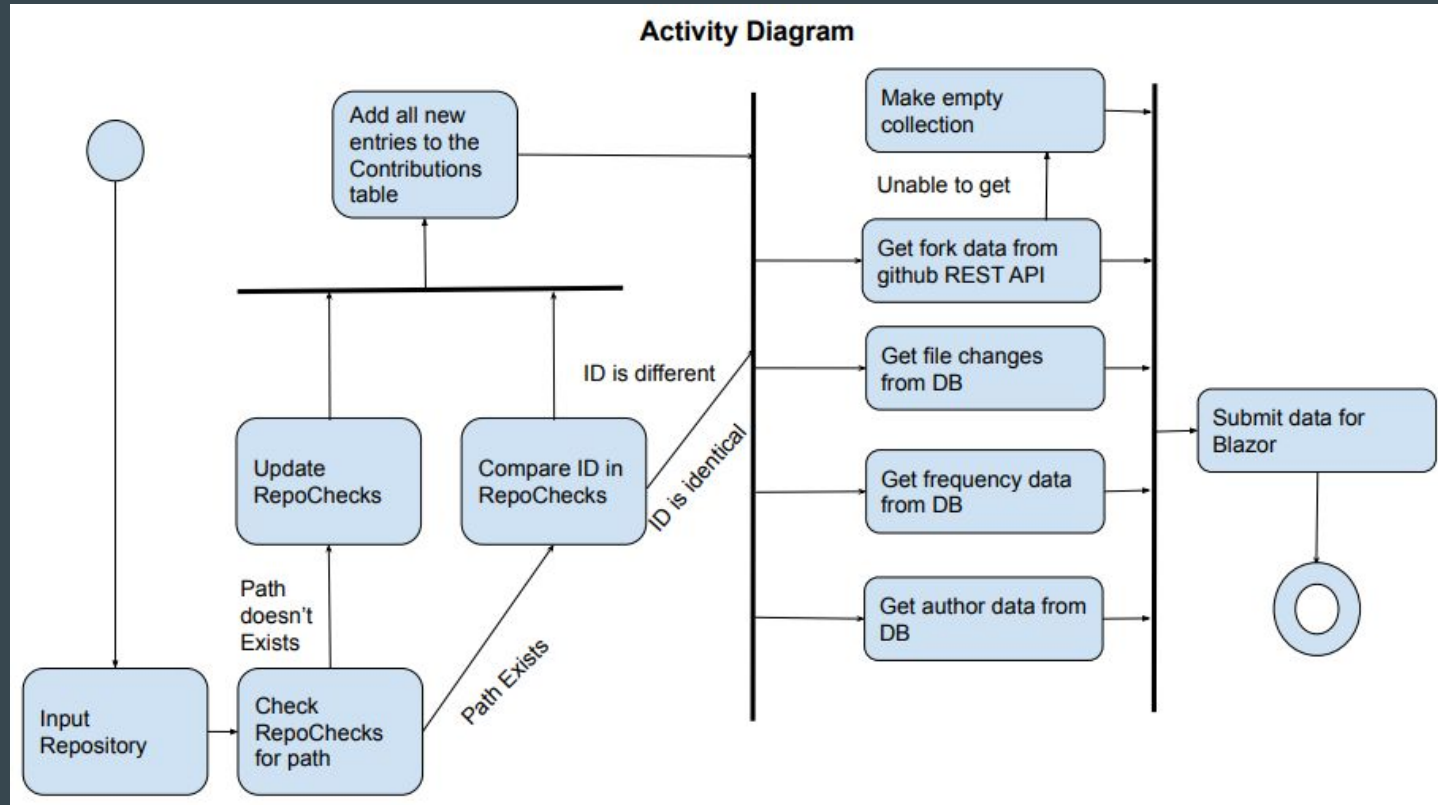 Activity Diagram
Add all new
entries to the
Contributions
table
Make empty
collection
Unable to get
Get fork data from
github REST API
ID is different
Get file changes
from DB
ID is identical
Update
RepoChecks
Compare ID in
RepoChecks
Get frequency data
from DB
Submit data for
Blazor
Path
doesn't
Exists
Path Exists
Get author data from
DB
Input
Repository
Check
RepoChecks
for path